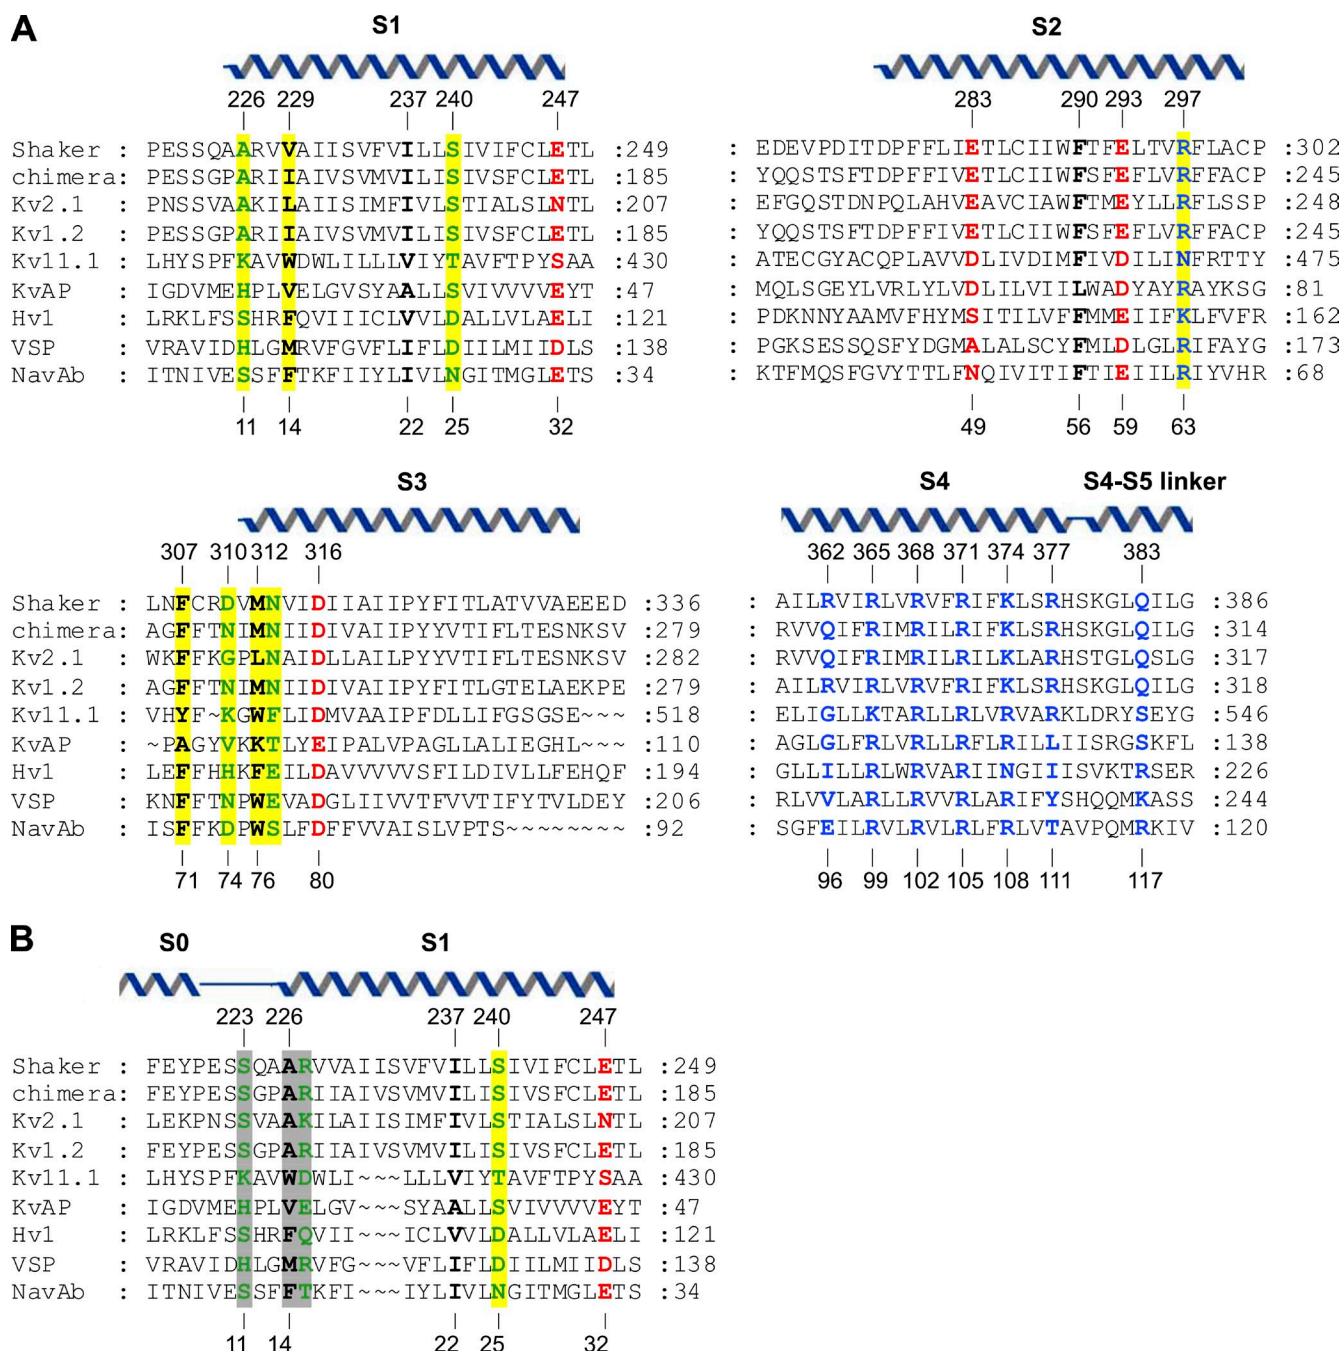 A
S1
226 229 237 240 247
Shaker : PESSQAARVVAIISVFVILLSIVIFCLETL :249
chimera: PESSGPARIIAIVSVMVILISIVSFCLETL :185
Kv2.1 : PNSSVAAKILAIISIMFIVLSTIALSLNTL :207
Kv1.2 : PESSGPARIIAIVSVMVILISIVSFCLETL :185
Kv11.1 : LHYSPFKAVWDWLILLLVIYTAVFTPYSAA :430
KvAP : IGDVMEHPLVELGVSYAALLSVIVVVVEYT :47
Hv1 : LRKLFSSHRFQVIIICLVVLDALLVLAELI :121
VSP : VRAVIDHLGMRVFGVFLIFLDIILMIIDLS :138
NavAb : ITNIVESSFFTKFIIYLIVLNGITMGLETS :34
11 14 22 25 32
S2
283 290 293 297
: EDEVPDITDPFFLIETLCIIWFTFELTVRFLACP :302
: YQQSTSFTDPFFIVETLCIIWFSFEFLVRFFACP :245
: EFGQSTDNPQLAHVEAVCIAWFTMEYLLRFLSSP :248
: YQQSTSFTDPFFIVETLCIIWFSFEFLVRFFACP :245
: ATECGYACQPLAVVDLIVDIMFIVDILINFRTTY :475
: MQLSGEYLVRLYLVDLILVIILWADYAYRAYKSG :81
: PDKNNYAAMVFHYMSITILVFFMMEIIFKLFVFR :162
: PGKSESSQSFYDGMALALSCYFMLDLGLRIFAYG :173
: KTFMQSFGVYTTLFNQIVITIFTIEIILRIYVHR :68
49 56 59 63
S3
307 310 312 316
Shaker : LNFCRDVMNVIDIIAIIPYFITLATVVAEEED :336
chimera: AGFFTNIMNIIDIVAIIPYYVTIFLTESNKSV :279
Kv2.1 : WKFFKGPLNAIDLLAILPYYVTIFLTESNKSV :282
Kv1.2 : AGFFTNIMNIIDIVAIIPYFITLGTELAEKPE :279
Kv11.1 : VHYF~KGWFLIDMVAAIPFDLLIFGSGSE~~~ :518
KvAP : ~PAGYVKKTLYEIPALVPAGLLALIEGHL~~~ :110
Hv1 : LEFFHHKFEILDAVVVVVSFILDIVLLFEHQF :194
VSP : KNFFTNPWEVADGLIIVVTFVVTIFYTVLDEY :206
NavAb : ISFFKDPWSLFDFFVVAISLVPTS~~~~~~~~ :92
71 74 76 80
S4 S4-S5 linker
362 365 368 371 374 377 383
: AILRVIRLVRVFRIFKLSRHSKGLQILG :386
: RVVQIFRIMRILRIFKLSRHSKGLQILG :314
: RVVQIFRIMRILRILKLARHSTGLQSLG :317
: AILRVIRLVRVFRIFKLSRHSKGLQILG :318
: ELIGLLKTARLLRLVRVARKLDRYSEYG :546
: AGLGLFRLVRLLRFLRILLIISRGSKFL :138
: GLLILLRLWRVARIINGIIISVKTRSER :226
: RLVVLARLLRVVRLARIFYSHQQMKASS :244
: SGFEILRVLRVLRLFRLVTAVPQMRKIV :120
96 99 102 105 108 111 117
B
S0 S1
223 226 237 240 247
Shaker : FEYPESSQAARVVAIISVFVILLSIVIFCLETL :249
chimera: FEYPESSGPARIIAIVSVMVILISIVSFCLETL :185
Kv2.1 : LEKPNSSVAAKILAIISIMFIVLSTIALSLNTL :207
Kv1.2 : FEYPESSGPARIIAIVSVMVILISIVSFCLETL :185
Kv11.1 : LHYSPFKAVWDWLI~~~LLLVIYTAVFTPYSAA :430
KvAP : IGDVMEHPLVELGV~~~SYAALLSVIVVVVEYT :47
Hv1 : LRKLFSSHRFQVII~~~ICLVVLDALLVLAELI :121
VSP : VRAVIDHLGMRVFG~~~VFLIFLDIILMIIDLS :138
NavAb : ITNIVESSFFTKFI~~~IYLIVLNGITMGLETS :34
11 14 22 25 32